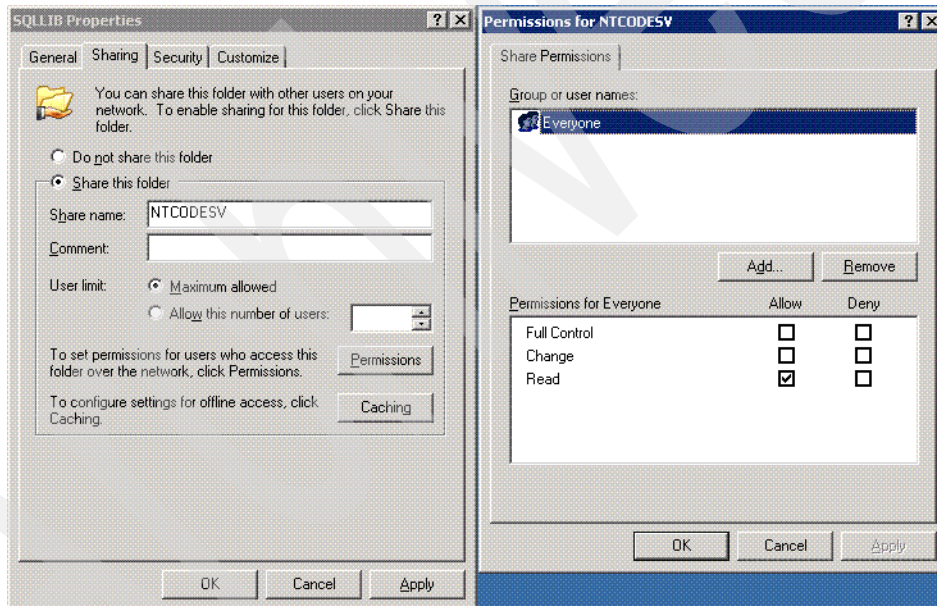 SQLLIB Properties
General
Sharing
Security
Customize
You can share this folder with other users on your
network. To enable sharing for this folder, click Share this
folder.
Do not share this folder
Share this folder
Share name:
NTCODESV
Comment:
User limit:
Maximum allowed
Allow this number of users:
To set permissions for users who access this
folder over the network, click Permissions.
Permissions
To configure settings for offline access, click
Caching.
Caching
OK
Cancel
Apply
Permissions for NTCODESV
Share Permissions
Group or user names:
Everyone
Add...
Remove
Permissions for Everyone
Allow
Deny
Full Control
Change
Read
OK
Cancel
Apply